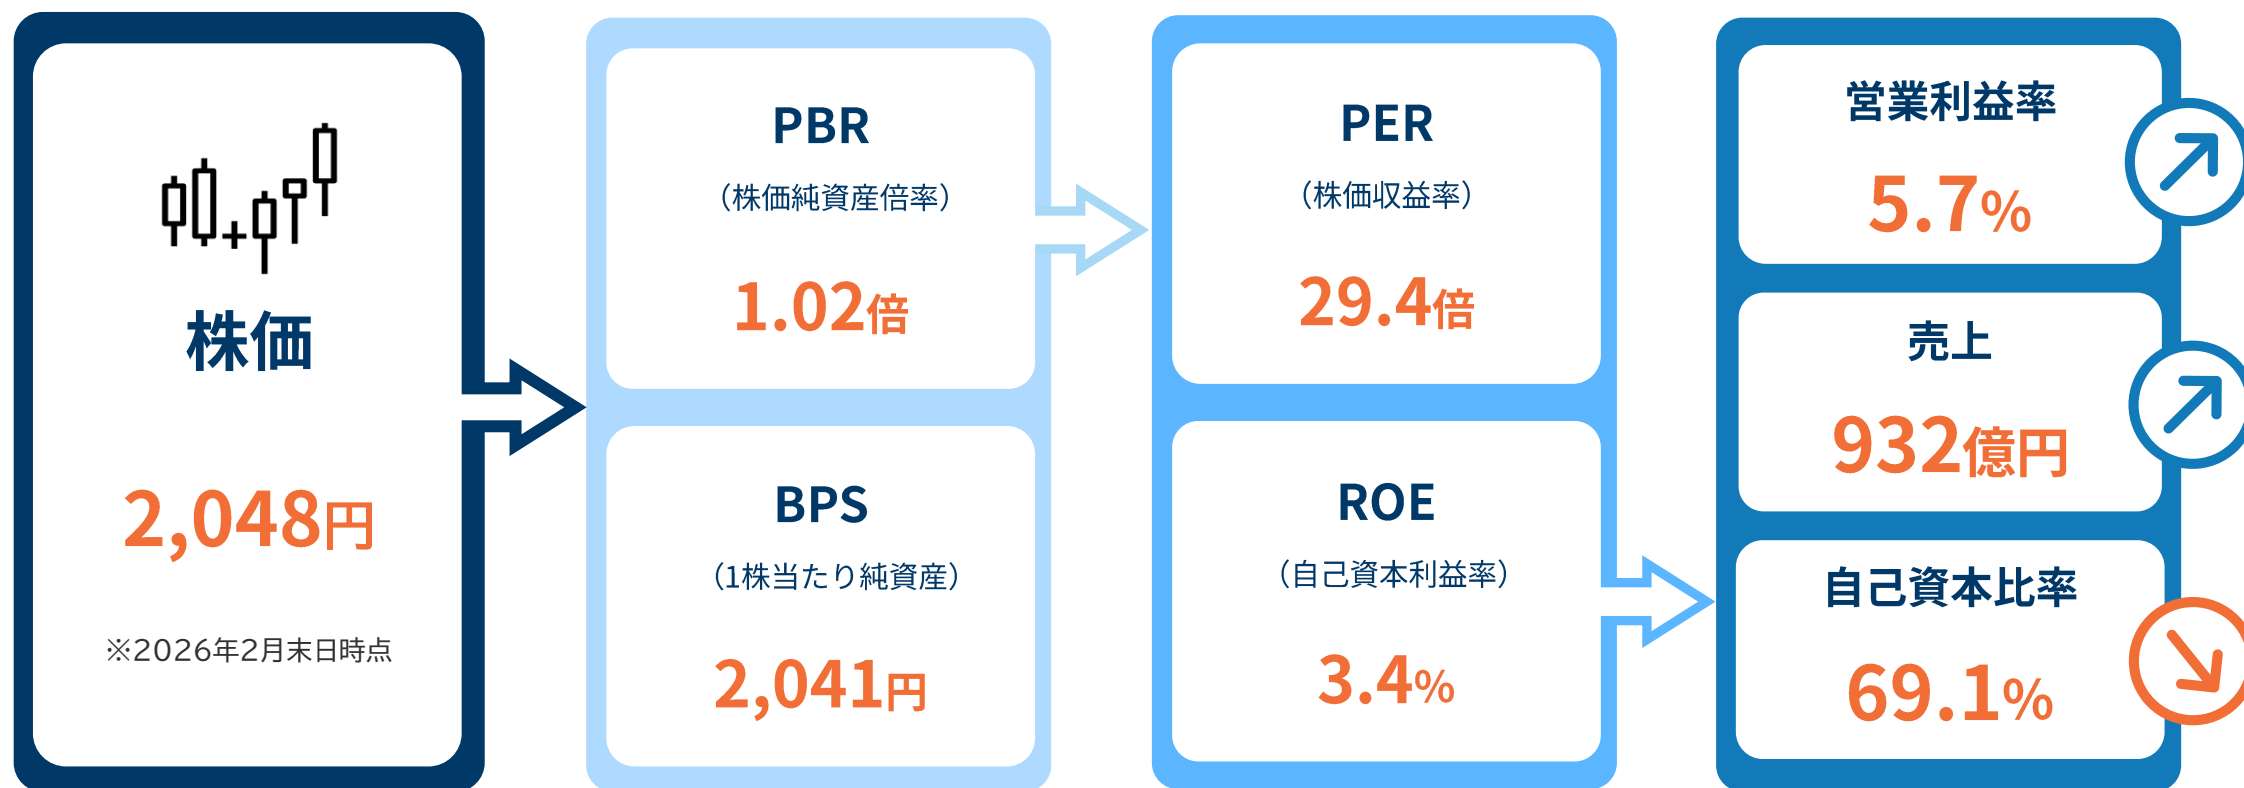 株価
2,048円
※2026年2月末日時点
PBR
（株価純資産倍率）
1.02倍
BPS
（1株当たり純資産）
2,041円
PER
（株価収益率）
29.4倍
ROE
（自己資本利益率）
3.4%
営業利益率
5.7%
売上
932億円
自己資本比率
69.1%